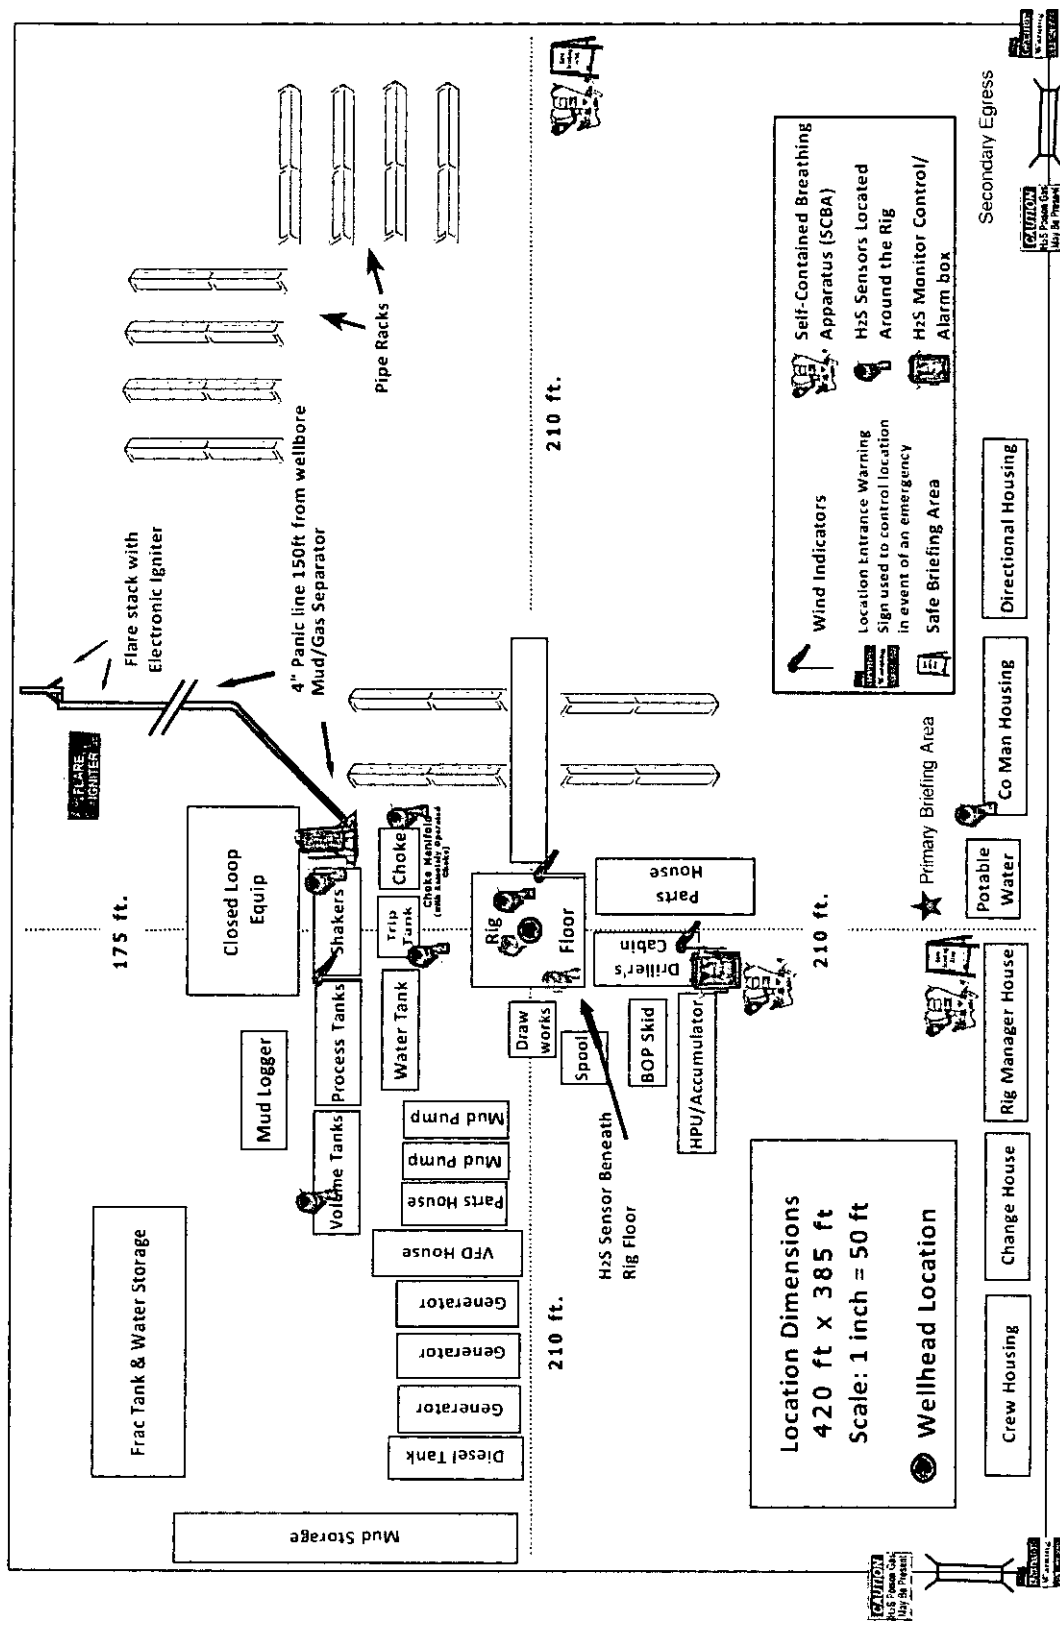 Secondary Egress
CAUTION
H2S Poison Gas
May Be Present
CAUTION
Warning
Pipe Racks
210 ft.
Flare stack with
Electronic Igniter
4" Panic line 150ft from wellbore
Mud/Gas Separator
FLARE
IGNITER
175 ft.
Closed Loop
Equip
Shakers
Choke
Choke Manifold
(with Remotely Operated
Choke)
Trip
Tank
Rig
Floor
Parts
House
Driller's
Cabin
210 ft.
Mud Logger
Process Tanks
Water Tank
Draw
works
Spool
BOP Skid
HPU/Accumulator
Volume Tanks
Mud Pump
Mud Pump
Parts House
VFD House
Generator
Generator
Generator
Diesel Tank
H2S Sensor Beneath
Rig Floor
210 ft.
Frac Tank & Water Storage
Mud Storage
Wind Indicators
Location Entrance Warning
Sign used to control location
in event of an emergency
Safe Briefing Area
Self-Contained Breathing
Apparatus (SCBA)
H2S Sensors Located
Around the Rig
H2S Monitor Control/
Alarm box
Primary Briefing Area
Directional Housing
Co Man Housing
Potable
Water
Rig Manager House
Change House
Crew Housing
Location Dimensions
420 ft x 385 ft
Scale: 1 inch = 50 ft
Wellhead Location
CAUTION
H2S Poison Gas
May Be Present
Warning